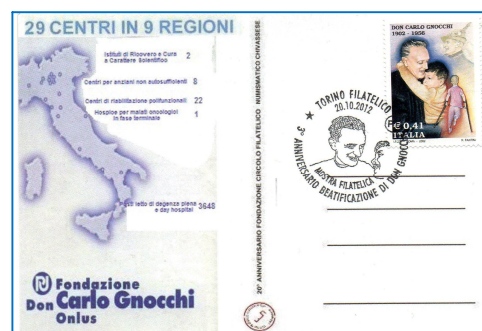 29 CENTRI IN 9 REGIONI
Istituti di Ricovero e Cura 2
a Carattere Scientifico
Centri per anziani non autosufficienti 8
Centri di riabilitazione polifunzionali 22
Hospice per malati oncologici 1
in fase terminale
Posti letto di degenza piena 3648
e day hospital
Fondazione
Don Carlo Gnocchi
Onlus
20° ANNIVERSARIO FONDAZIONE CIRCOLO FILATELICO NUMISMATICO CHIVASSESE
5
DON CARLO GNOCCHI
1902 - 1956
€ 0,41
ITALIA
TORINO FILATELICO
20.10.2012
MOSTRA FILATELICA
3° ANNIVERSARIO BEATIFICAZIONE DI DON GNOCCHI